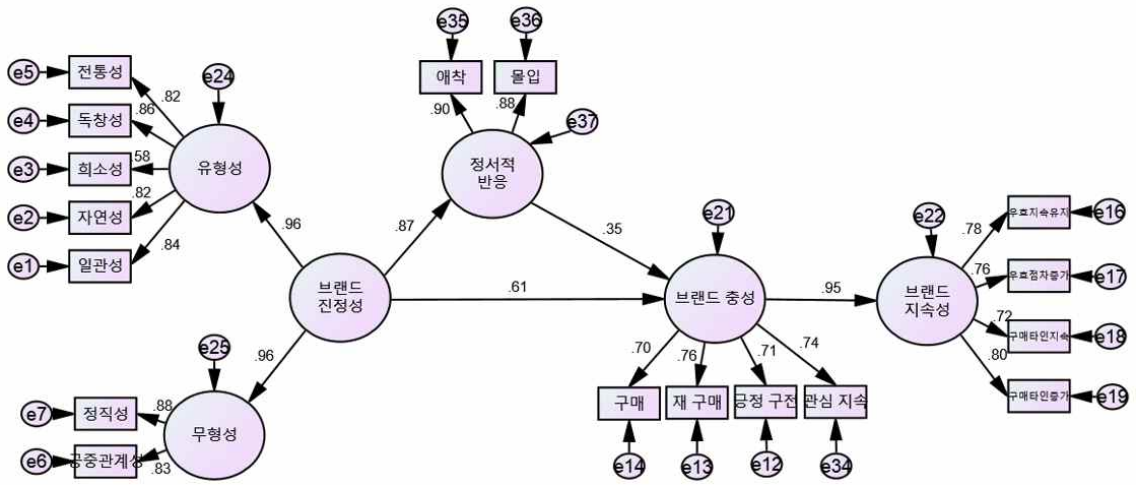 e35
e36
e5
전통성
e24
애착
몰입
.82
.90
.88
e4
독창성
.86
e37
e3
희소성
.58
유형성
정서적
반응
e2
자연성
.82
e21
e22
우호지속유지
e16
.78
일관성
.84
.96
.87
.35
e1
.76
우호점차증가
e17
브랜드
진정성
.61
브랜드 충성
.95
브랜드
지속성
.72
구매타인지속
e18
e25
.96
.70
.76
.71
.74
.80
e7
정직성
.88
구매
재 구매
긍정 구전
관심 지속
구매타인증가
e19
무형성
e6
공중관계성
.83
e14
e13
e12
e34